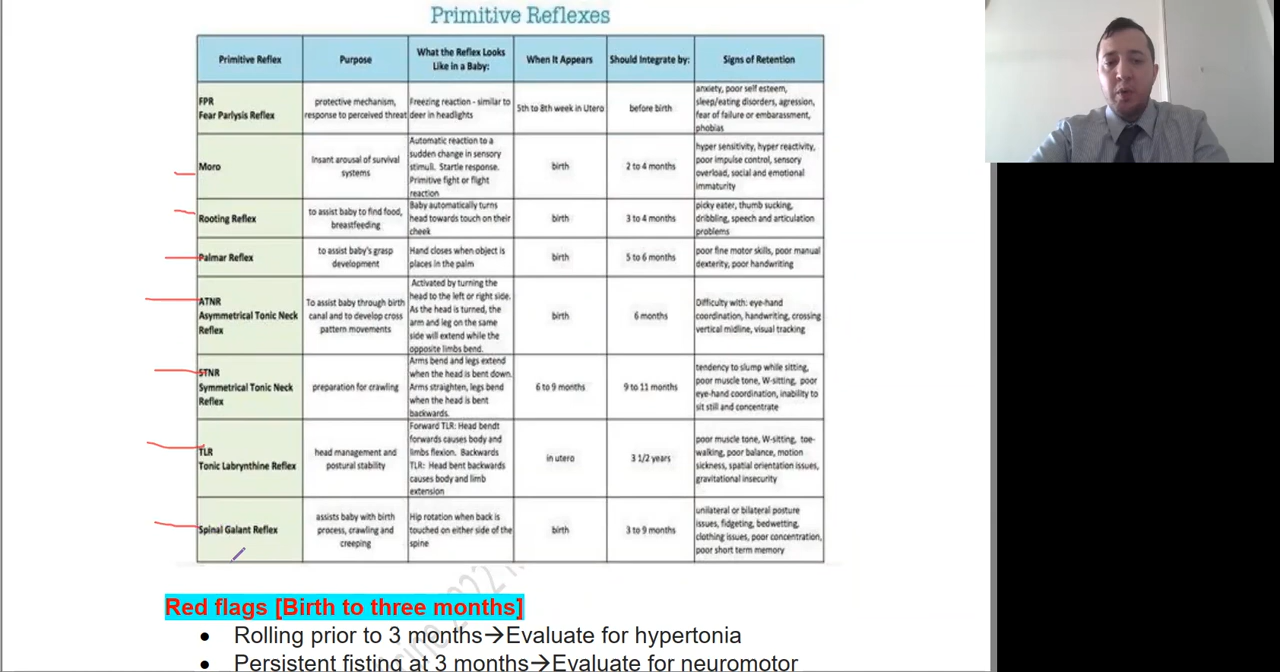 Primitive Reflexes
Primitive Reflex
Purpose
What the Reflex Looks
Like in a Baby:
When It Appears
Should Integrate by:
Signs of Retention
FPR
Fear Parlysis Reflex
protective mechanism,
response to perceived threat
Freezing reaction - similar to
deer in headlights
5th to 8th week in Utero
before birth
anxiety, poor self esteem,
sleep/eating disorders, agression,
fear of failure or embarassment,
phobias
Moro
Insant arousal of survival
systems
Automatic reaction to a
sudden change in sensory
stimuli. Startle response.
Primitive fight or flight
reaction
birth
2 to 4 months
hyper sensitivity, hyper reactivity,
poor impulse control, sensory
overload, social and emotional
immaturity
Rooting Reflex
to assist baby to find food,
breastfeeding
Baby automatically turns
head towards touch on their
cheek
birth
3 to 4 months
picky eater, thumb sucking,
dribbling, speech and articulation
problems
Palmar Reflex
to assist baby's grasp
development
Hand closes when object is
places in the palm
birth
5 to 6 months
poor fine motor skills, poor manual
dexterity, poor handwriting
ATNR
Asymmetrical Tonic Neck
Reflex
To assist baby through birth
canal and to develop cross
pattern movements
Activated by turning the
head to the left or right side.
As the head is turned, the
arm and leg on the same
side will extend while the
opposite limbs bend.
birth
6 months
Difficulty with: eye-hand
coordination, handwriting, crossing
vertical midline, visual tracking
STNR
Symmetrical Tonic Neck
Reflex
preparation for crawling
Arms bend and legs extend
when the head is bent down.
Arms straighten, legs bend
when the head is bent
backwards.
6 to 9 months
9 to 11 months
tendency to slump while sitting,
poor muscle tone, W-sitting, poor
eye-hand coordination, inability to
sit still and concentrate
TLR
Tonic Labrynthine Reflex
head management and
postural stability
Forward TLR: Head bendt
forwards causes body and
limbs flexion. Backwards
TLR: Head bent backwards
causes body and limb
extension
in utero
3 1/2 years
poor muscle tone, W-sitting, toe-
walking, poor balance, motion
sickness, spatial orientation issues,
gravitational insecurity
Spinal Galant Reflex
assists baby with birth
process, crawling and
creeping
Hip rotation when back is
touched on either side of the
spine
birth
3 to 9 months
unilateral or bilateral posture
issues, fidgeting, bedwetting,
clothing issues, poor concentration,
poor short term memory
Red flags [Birth to three months]
• Rolling prior to 3 months→Evaluate for hypertonia
• Persistent fisting at 3 months→Evaluate for neuromotor
2022